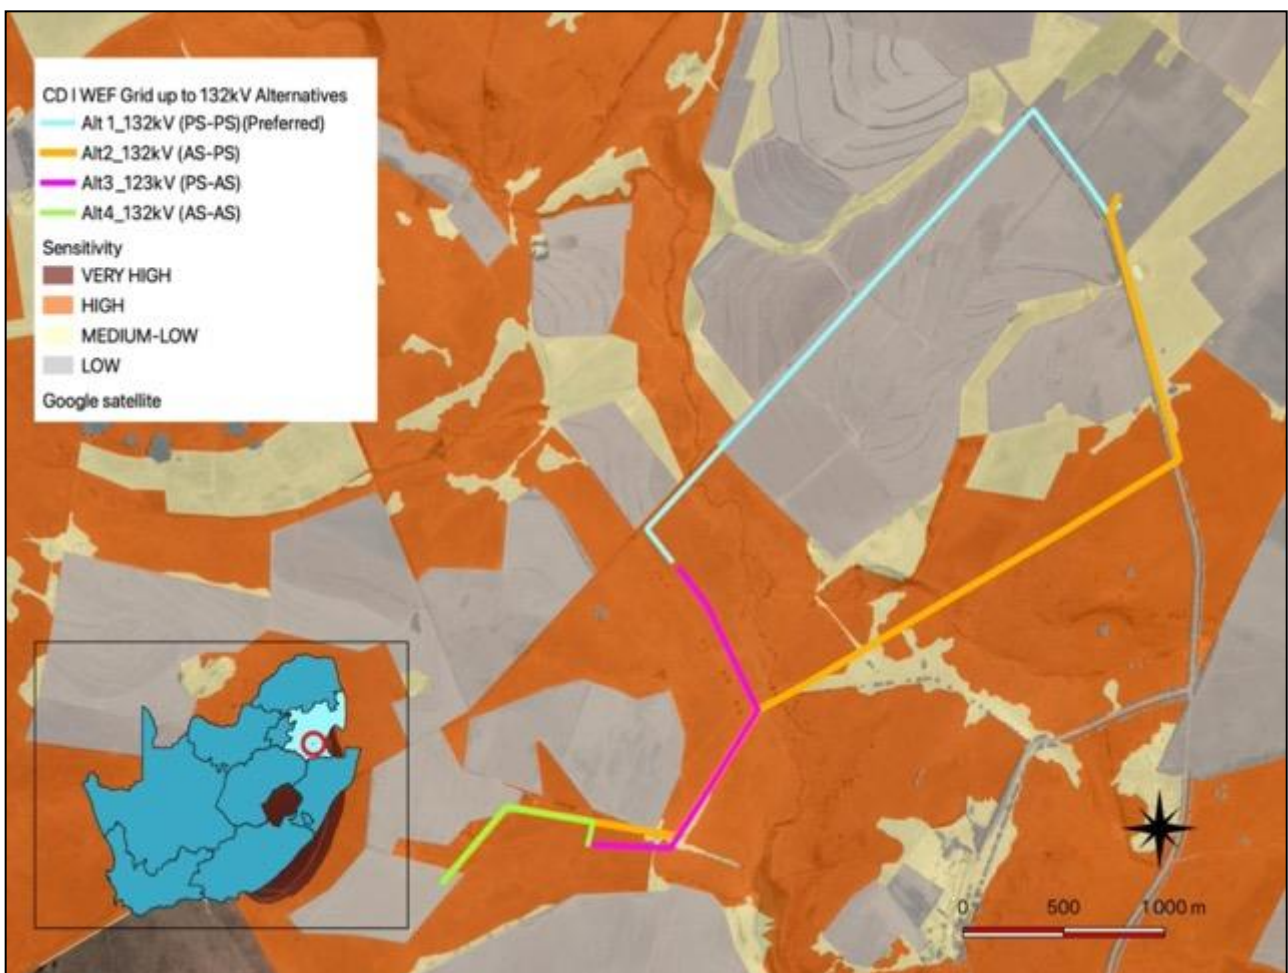 CD I WEF Grid up to 132kV Alternatives
Alt 1_132kV (PS-PS)(Preferred)
Alt2_132kV (AS-PS)
Alt3_123kV (PS-AS)
Alt4_132kV (AS-AS)
Sensitivity
VERY HIGH
HIGH
MEDIUM-LOW
LOW
Google satellite
0 500 1000 m